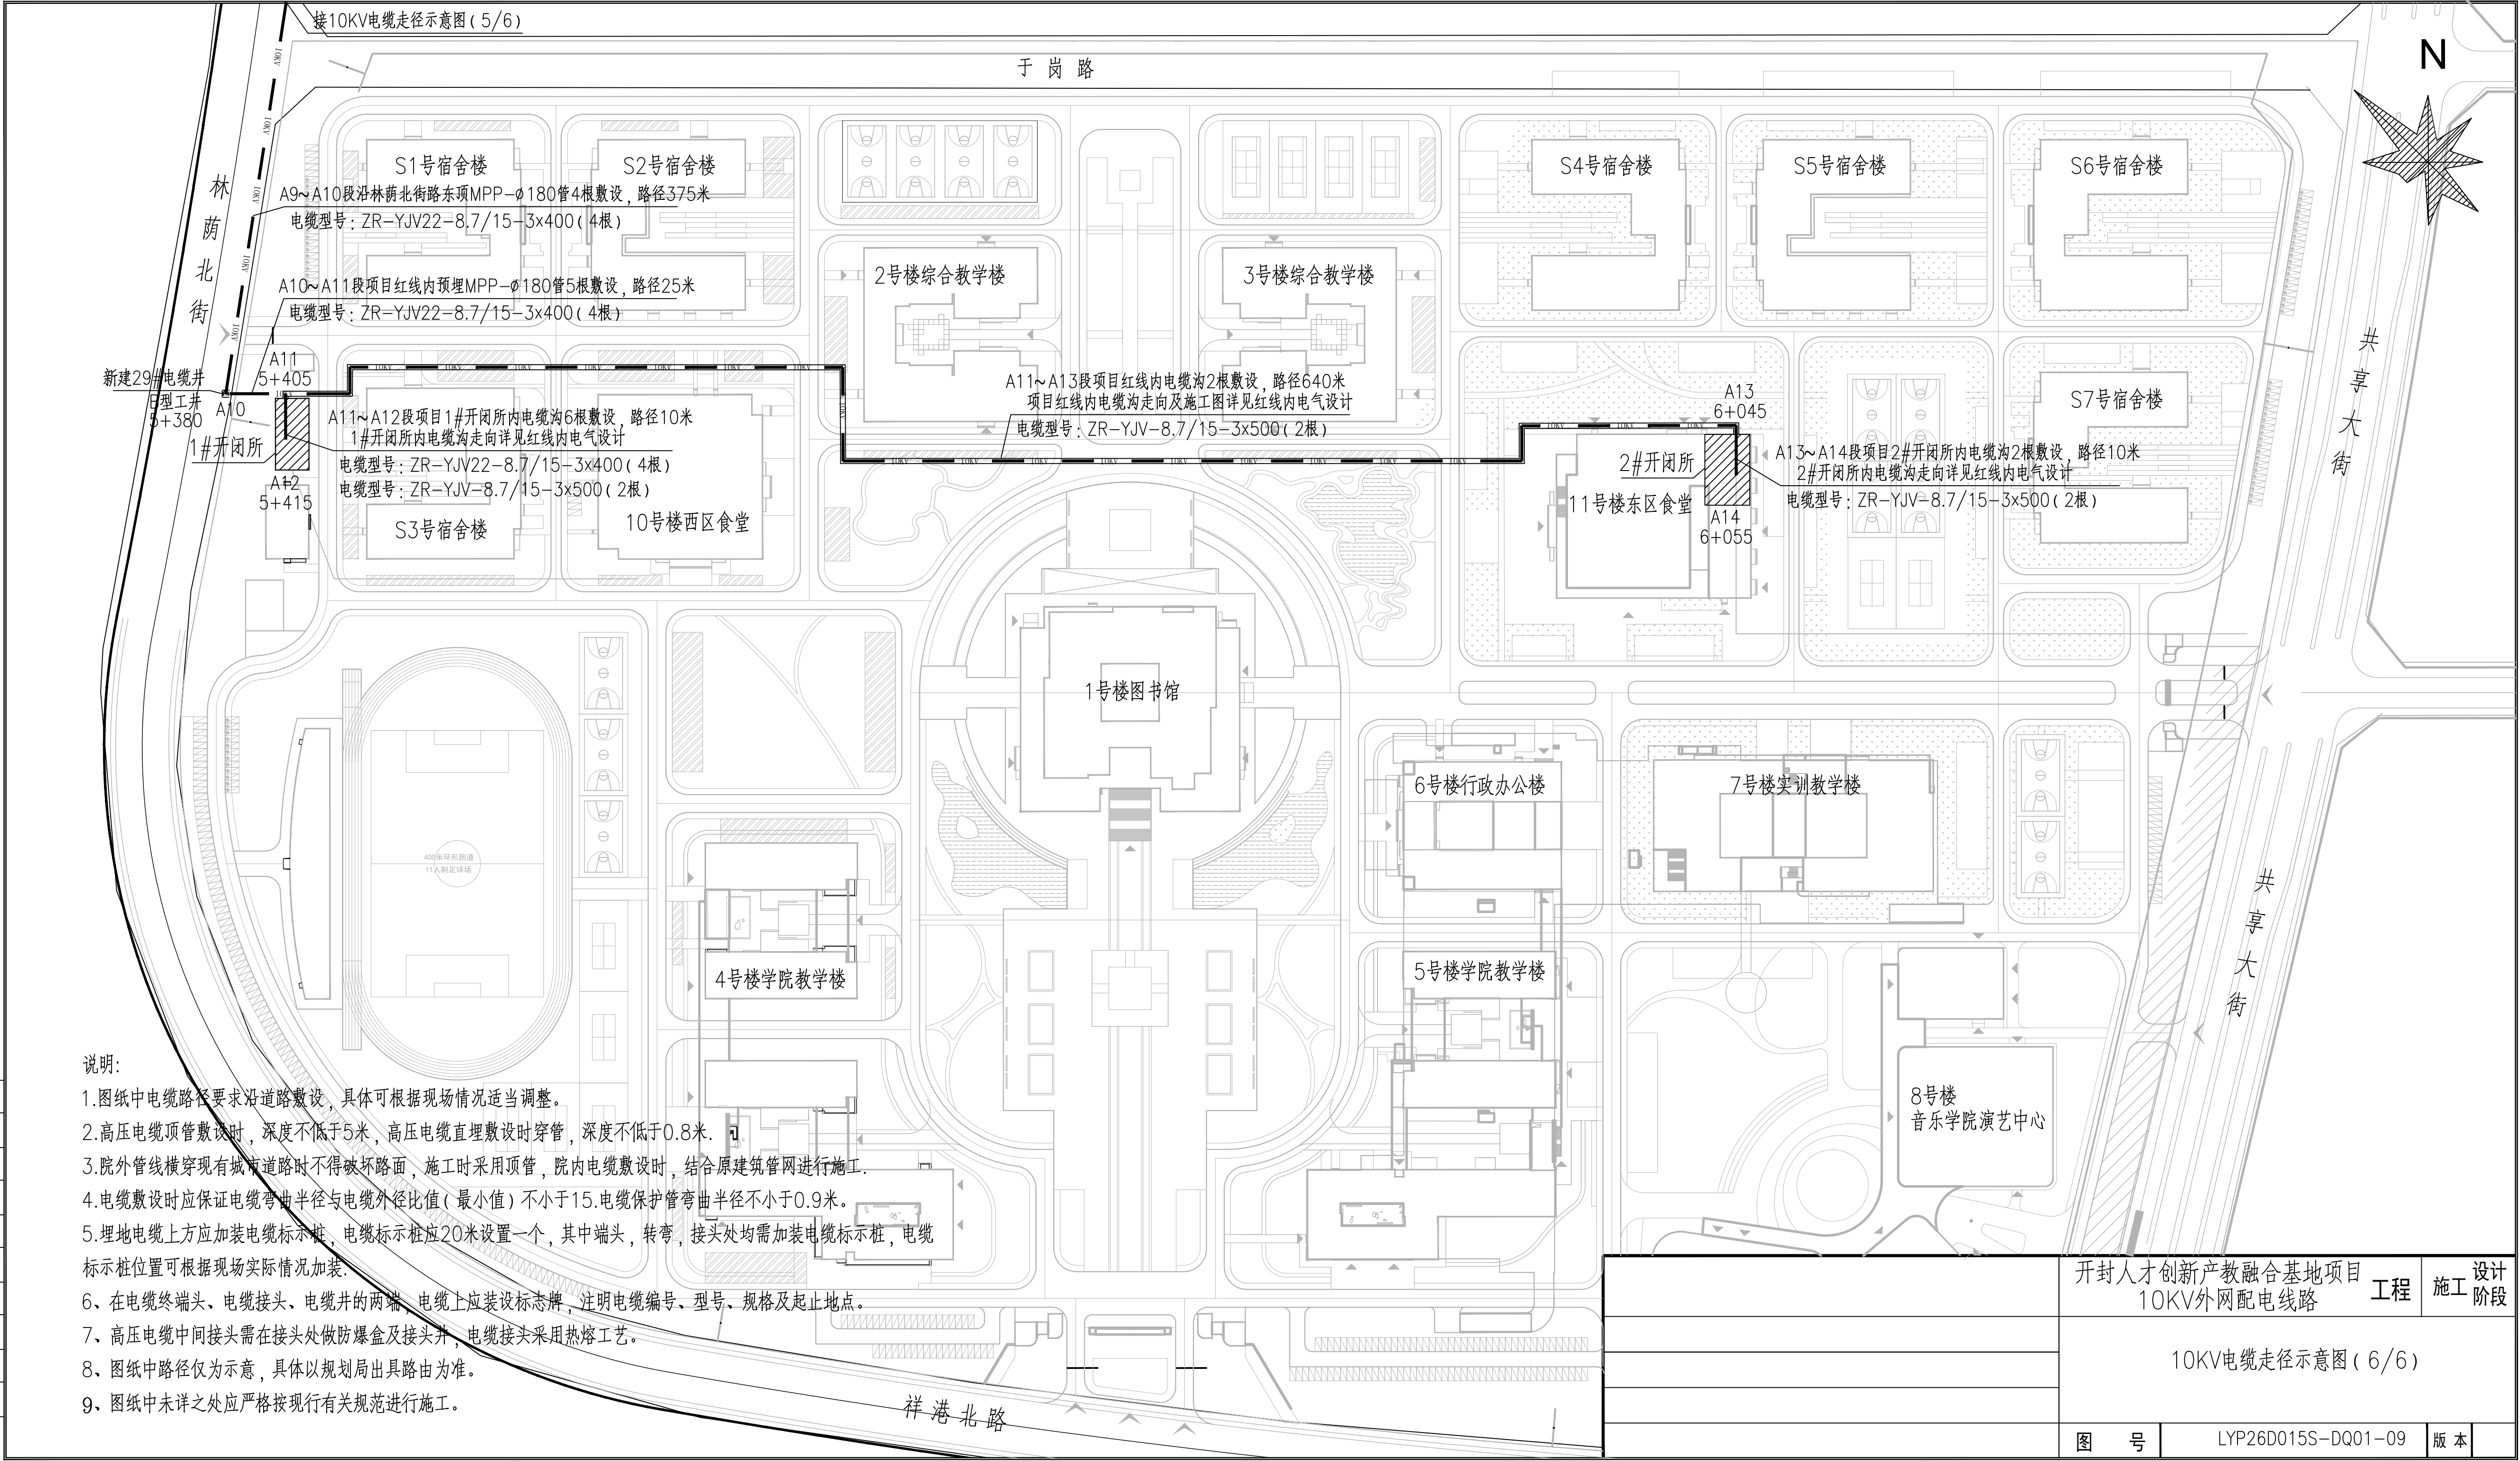 接10KV电缆走径示意图（5/6）
于岗路
N
林荫北街
S1号宿舍楼
S2号宿舍楼
S4号宿舍楼
S5号宿舍楼
S6号宿舍楼
A9~A10段沿林荫北街路东顶MPP-ø180管4根敷设，路径375米
电缆型号：ZR-YJV22-8.7/15-3x400（4根）
2号楼综合教学楼
3号楼综合教学楼
A10~A11段项目红线内预埋MPP-ø180管5根敷设，路径25米
电缆型号：ZR-YJV22-8.7/15-3x400（4根）
10KV
10KV
10KV
10KV
10KV
共享大街
A11
5+405
新建29#电缆井
B型工井
5+380
A10
1#开闭所
A12
5+415
10KV 10KV 10KV 10KV 10KV 10KV 10KV
10KV
A11~A12段项目1#开闭所内电缆沟6根敷设，路径10米
1#开闭所内电缆沟走向详见红线内电气设计
电缆型号：ZR-YJV22-8.7/15-3x400（4根）
电缆型号：ZR-YJV-8.7/15-3x500（2根）
A11~A13段项目红线内电缆沟2根敷设，路径640米
项目红线内电缆沟走向及施工图详见红线内电气设计
电缆型号：ZR-YJV-8.7/15-3x500（2根）
10KV 10KV 10KV 10KV 10KV 10KV 10KV 10KV 10KV
10KV 10KV 10KV
A13
6+045
S7号宿舍楼
2#开闭所
A13~A14段项目2#开闭所内电缆沟2根敷设，路径10米
2#开闭所内电缆沟走向详见红线内电气设计
电缆型号：ZR-YJV-8.7/15-3x500（2根）
11号楼东区食堂
A14
6+055
S3号宿舍楼
10号楼西区食堂
1号楼图书馆
6号楼行政办公楼
7号楼实训教学楼
400米环形跑道
11人制足球场
共享大街
4号楼学院教学楼
5号楼学院教学楼
8号楼
音乐学院演艺中心
说明:
1.图纸中电缆路径要求沿道路敷设，具体可根据现场情况适当调整。
2.高压电缆顶管敷设时，深度不低于5米，高压电缆直埋敷设时穿管，深度不低于0.8米.
3.院外管线横穿现有城市道路时不得破坏路面，施工时采用顶管，院内电缆敷设时，结合原建筑管网进行施工.
4.电缆敷设时应保证电缆弯曲半径与电缆外径比值（最小值）不小于15.电缆保护管弯曲半径不小于0.9米。
5.埋地电缆上方应加装电缆标示桩，电缆标示桩应20米设置一个，其中端头，转弯，接头处均需加装电缆标示桩，电缆
标示桩位置可根据现场实际情况加装.
6、在电缆终端头、电缆接头、电缆井的两端，电缆上应装设标志牌，注明电缆编号、型号、规格及起止地点。
7、高压电缆中间接头需在接头处做防爆盒及接头井，电缆接头采用热熔工艺。
8、图纸中路径仅为示意，具体以规划局出具路由为准。
9、图纸中未详之处应严格按现行有关规范进行施工。
祥港北路
开封人才创新产教融合基地项目
10KV外网配电线路
工程
施工
设计
阶段
10KV电缆走径示意图（6/6）
图 号
LYP26D015S-DQ01-09
版本